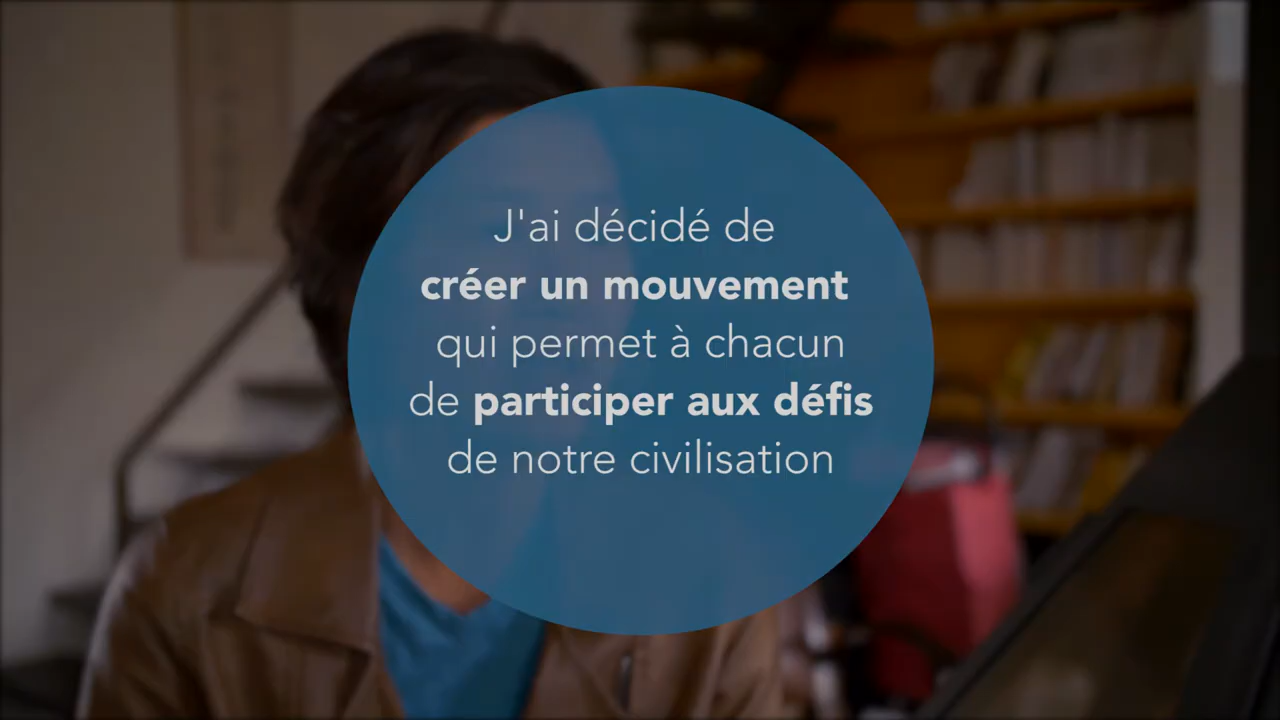 J'ai décidé de
créer un mouvement
qui permet à chacun
de participer aux défis
de notre civilisation